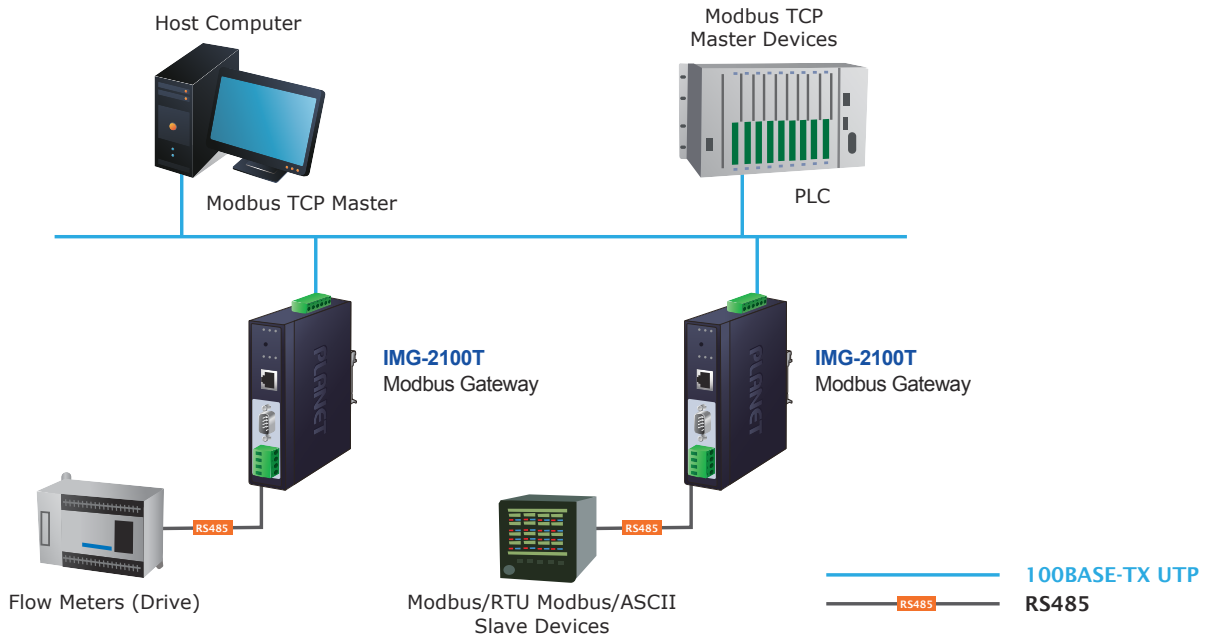 Host Computer
Modbus TCP
Master Devices
Modbus TCP Master
PLC
PLANET
IMG-2100T
Modbus Gateway
PLANET
IMG-2100T
Modbus Gateway
RS485
RS485
Flow Meters (Drive)
Modbus/RTU Modbus/ASCII
Slave Devices
100BASE-TX UTP
RS485
RS485